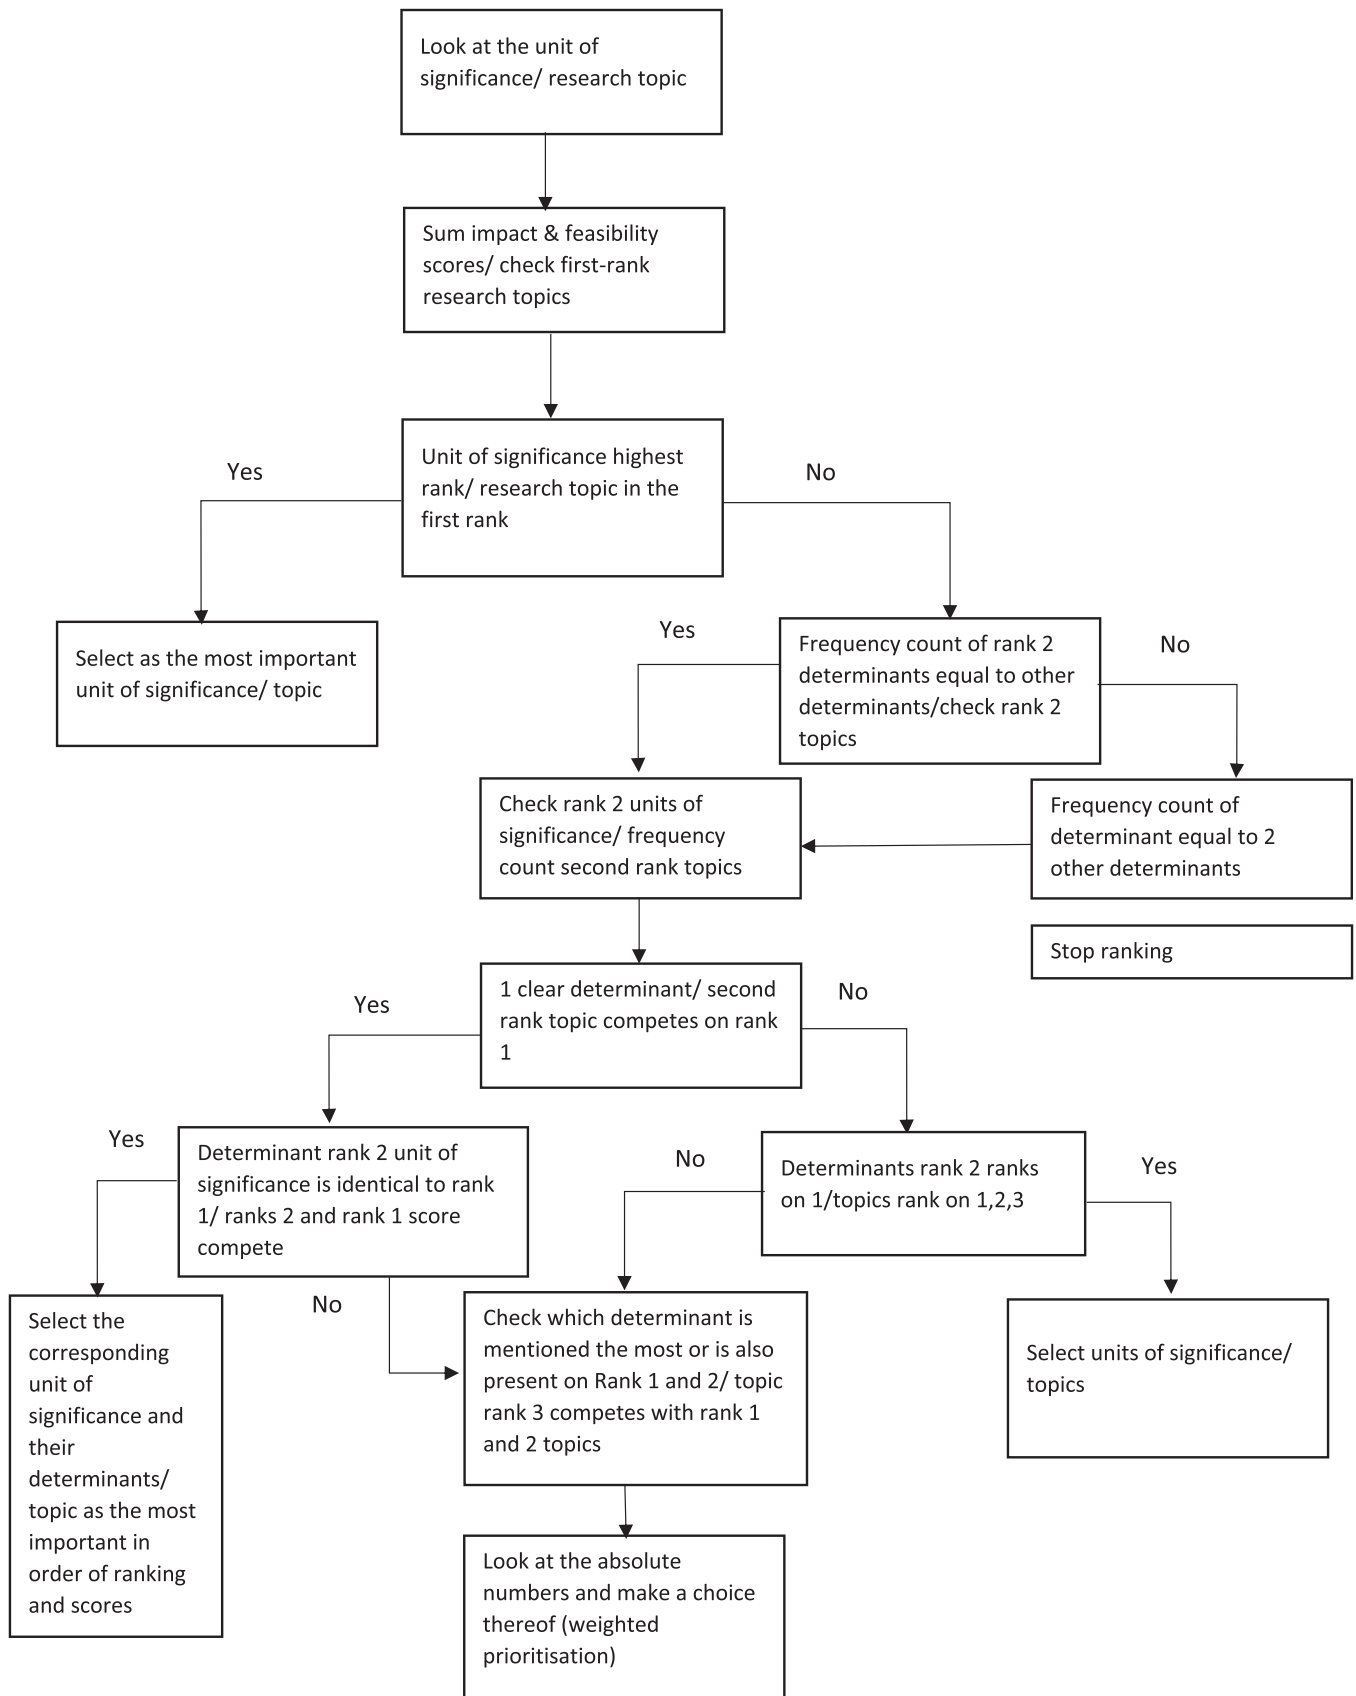 Look at the unit of
significance/ research topic
Sum impact & feasibility
scores/ check first-rank
research topics
Unit of significance highest
rank/ research topic in the
first rank
Yes
No
Select as the most important
unit of significance/ topic
Yes
Frequency count of rank 2
determinants equal to other
determinants/check rank 2
topics
No
Check rank 2 units of
significance/ frequency
count second rank topics
Frequency count of
determinant equal to 2
other determinants
Stop ranking
1 clear determinant/ second
rank topic competes on rank
1
Yes
No
Yes
Determinant rank 2 unit of
significance is identical to rank
1/ ranks 2 and rank 1 score
compete
No
Determinants rank 2 ranks
on 1/topics rank on 1,2,3
Yes
Select the
corresponding
unit of
significance and
their
determinants/
topic as the most
important in
order of ranking
and scores
No
Check which determinant is
mentioned the most or is also
present on Rank 1 and 2/ topic
rank 3 competes with rank 1
and 2 topics
Select units of significance/
topics
Look at the absolute
numbers and make a choice
thereof (weighted
prioritisation)